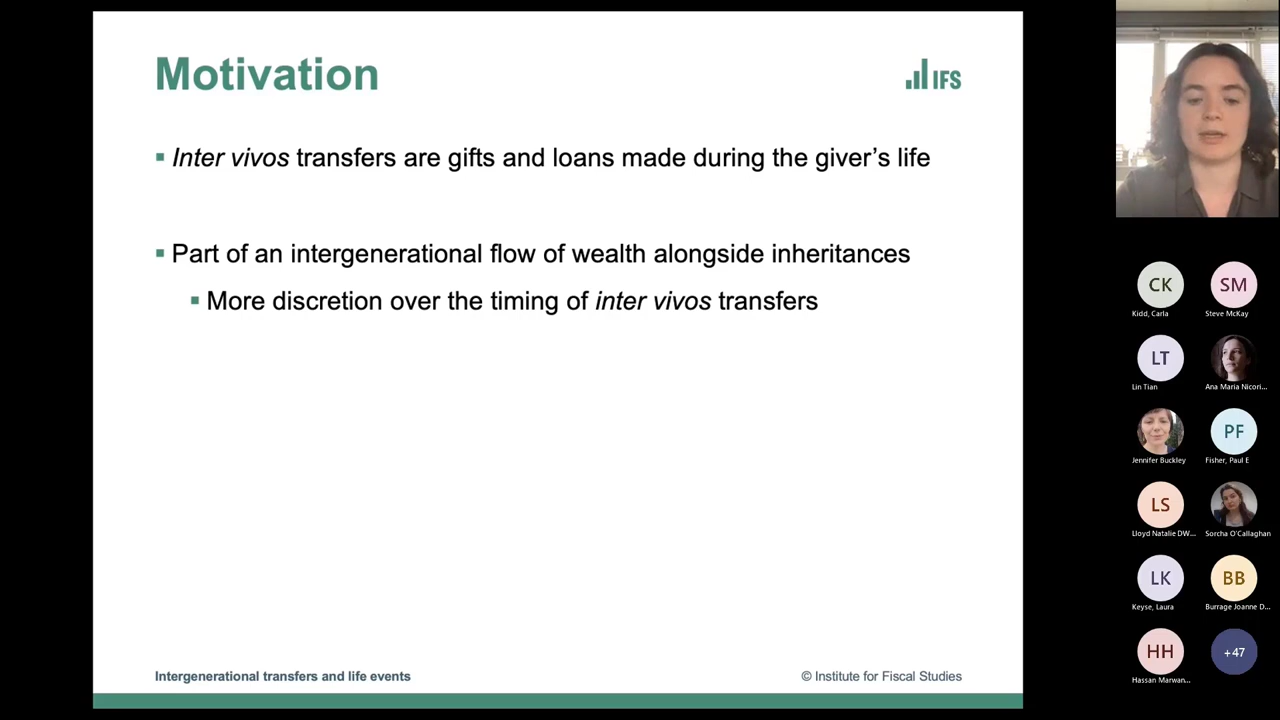 Motivation
IFS
Inter vivos transfers are gifts and loans made during the giver's life
Part of an intergenerational flow of wealth alongside inheritances
More discretion over the timing of inter vivos transfers
Intergenerational transfers and life events
© Institute for Fiscal Studies
CK
SM
Kidd, Carla
Steve McKay
LT
Lin Tian
Ana Maria Nicori...
PF
Jennifer Buckley
Fisher, Paul E
LS
Lloyd Natalie DW...
Sorcha O'Callaghan
LK
BB
Keyse, Laura
Burrage Joanne D...
HH
+47
Hassan Marwan...